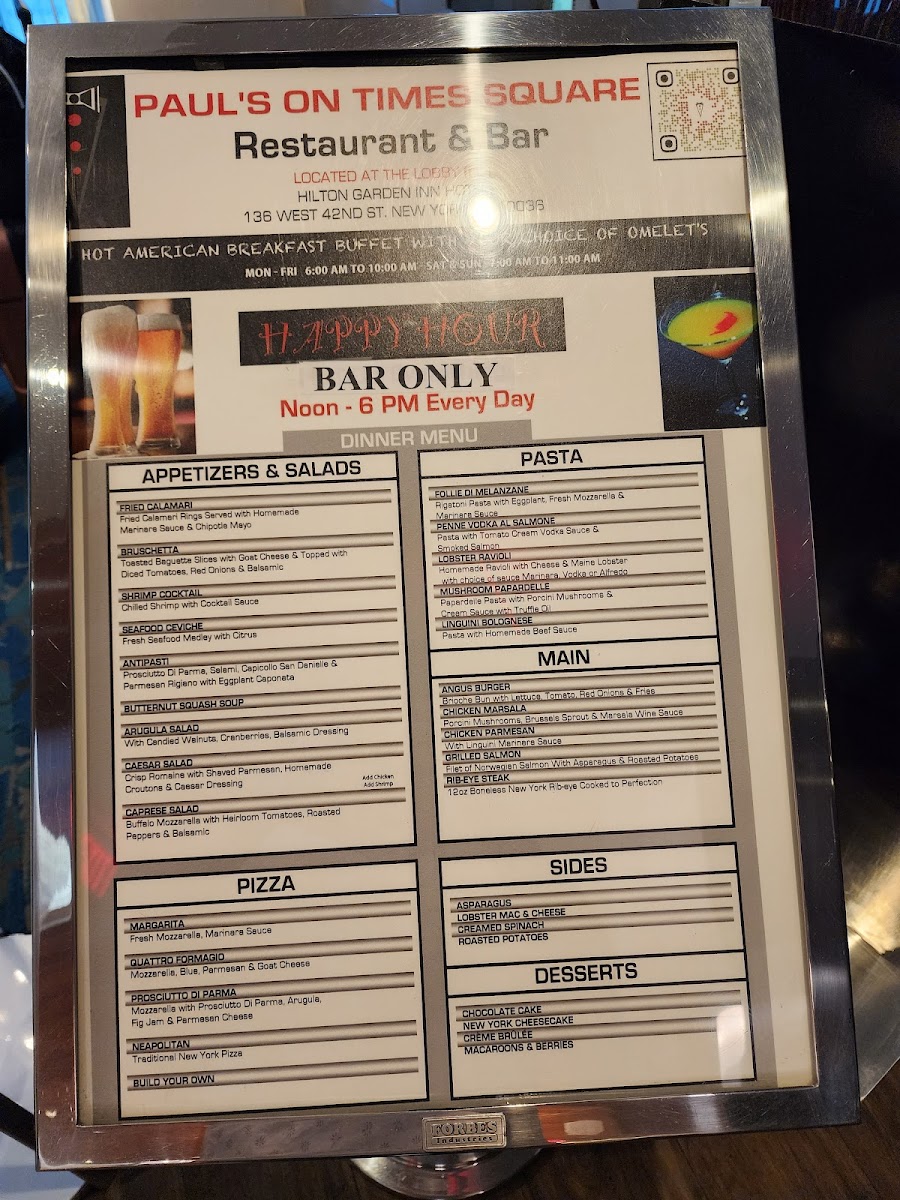 PAUL'S ON TIMES SQUARE
Restaurant & Bar
LOCATED AT THE LOBBY
HILTON GARDEN INN
136 WEST 42ND ST. NEW
HOT AMERICAN BREAKFAST BUFFET WITH CHOICE OF OMELET'S
MON - FRI 6:00 AM TO 10:00 AM SAT & SUN 7:00 AM TO 11:00 AM
HAPPY HOUR
BAR ONLY
Noon - 6 PM Every Day
DINNER MENU
APPETIZERS & SALADS
FRIED CALAMARI
Fried Calamari Rings Served with Homemade
Marinara Sauce & Chipotle Mayo
BRUSCHETTA
Toasted Baguette Slices with Goat Cheese & Topped with
Diced Tomatoes, Red Onions & Balsamic
SHRIMP COCKTAIL
Chilled Shrimp with Cocktail Sauce
SEAFOOD CEVICHE
Fresh Seafood Medley with Citrus
ANTIPASTI
Prosciutto Di Parma, Salami, Capicollo San Danielle &
Parmesan Rigiano with Eggplant Caponata
BUTTERNUT SQUASH SOUP
ARUGULA SALAD
With Candied Walnuts, Cranberries, Balsamic Dressing
CAESAR SALAD
Crisp Romaine with Shaved Parmesan, Homemade
Croutons & Caesar Dressing
Add Chicken
Add Shrimp
CAPRESE SALAD
Buffalo Mozzarella with Heirloom Tomatoes, Roasted
Peppers & Balsamic
PIZZA
MARGARITA
Fresh Mozzarella, Marinara Sauce
QUATTRO FORMAGIO
Mozzarella, Blue, Parmesan & Goat Cheese
PROSCIUTTO DI PARMA
Mozzarella with Prosciutto Di Parma, Arugula,
Fig Jam & Parmesan Cheese
NEAPOLITAN
Traditional New York Pizza
BUILD YOUR OWN
PASTA
FOLLIE DI MELANZANE
Rigatoni Pasta with Eggplant, Fresh Mozzarella &
Marinara Sauce
PENNE VODKA AL SALMONE
Pasta with Tomato Cream Vodka Sauce &
Smoked Salmon
LOBSTER RAVIOLI
Homemade Ravioli with Cheese & Maine Lobster
with choice of sauce Marinara, Vodka or Alfredo
MUSHROOM PAPARDELLE
Paperdelle Pasta with Porcini Mushrooms &
Cream Sauce with Truffle Oil
LINGUINI BOLOGNESE
Pasta with Homemade Beef Sauce
MAIN
ANGUS BURGER
Brioche Bun with Lettuce, Tomato, Red Onions & Fries
CHICKEN MARSALA
Porcini Mushrooms, Brussels Sprout & Marsala Wine Sauce
CHICKEN PARMESAN
With Linguini Marinara Sauce
GRILLED SALMON
Filet of Norwegian Salmon With Asparagus & Roasted Potatoes
RIB-EYE STEAK
12oz Boneless New York Rib-eye Cooked to Perfection
SIDES
ASPARAGUS
LOBSTER MAC & CHEESE
CREAMED SPINACH
ROASTED POTATOES
DESSERTS
CHOCOLATE CAKE
NEW YORK CHEESECAKE
CRÈME BRÛLÉE
MACAROONS & BERRIES
FORBES
Industries